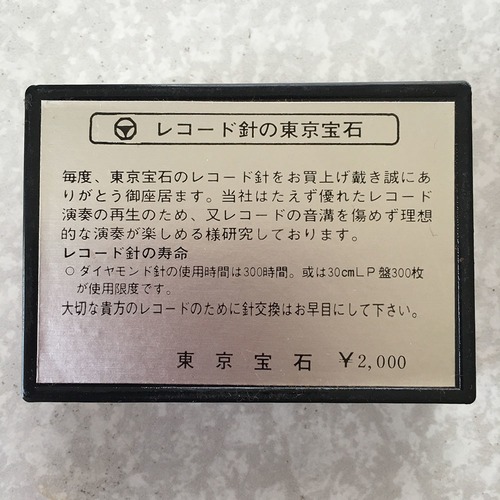 レコード針の東京宝石
毎度、東京宝石のレコード針をお買上げ戴き誠にあ
りがとう御座居ます。当社はたえず優れたレコード
演奏の再生のため、又レコードの音溝を傷めず理想
的な演奏が楽しめる様研究しております。
レコード針の寿命
○ダイヤモンド針の使用時間は300時間。或は30cmLP盤300枚
が使用限度です。
大切な貴方のレコードのために針交換はお早目にして下さい。
東京宝石 ¥2,000